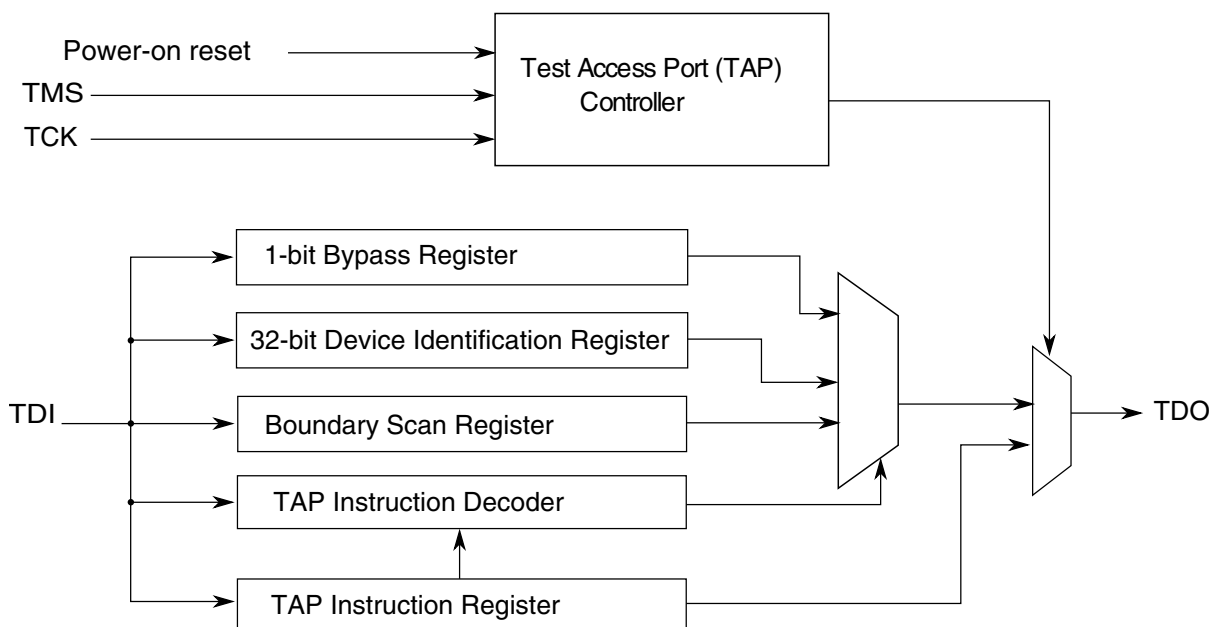 Power-on reset
TMS
TCK
Test Access Port (TAP)
Controller
1-bit Bypass Register
32-bit Device Identification Register
TDI
Boundary Scan Register
TDO
TAP Instruction Decoder
TAP Instruction Register